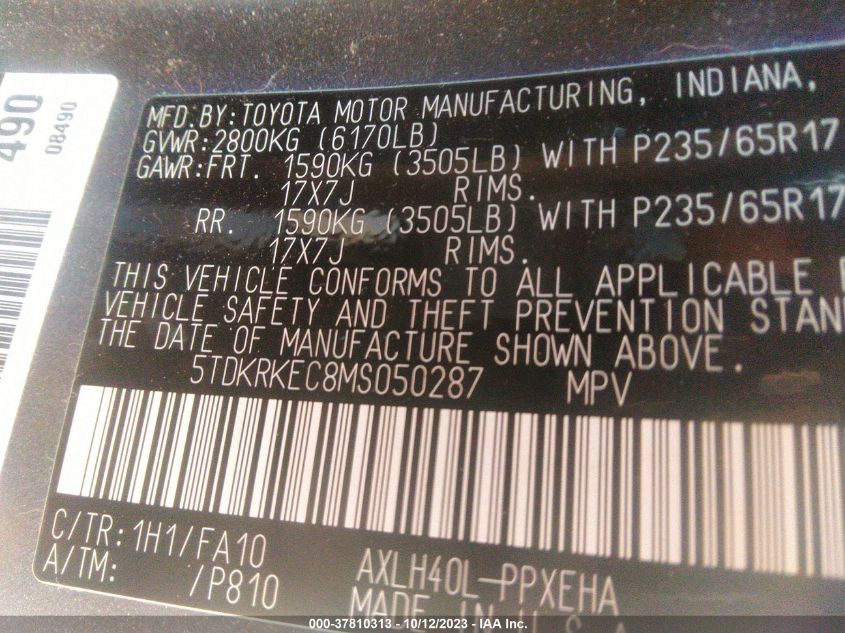 490
08490
MFD.BY:TOYOTA MOTOR MANUFACTURING, INDIANA,
GVWR:2800KG (6170LB)
GAWR:FRT. 1590KG (3505LB) WITH P235/65R17
17X7J RIMS.
RR. 1590KG (3505LB) WITH P235/65R17
17X7J RIMS.
THIS VEHICLE CONFORMS TO ALL APPLICABLE
VEHICLE SAFETY AND THEFT PREVENTION STAN
THE DATE OF MANUFACTURE SHOWN ABOVE.
5TDKRKEC8MS050287 MPV
C/TR:1H1/FA10
A/TM: /P810
AXLH40L-PPXEHA
MADE IN U.S.A
000-37810313 - 10/12/2023 - IAA Inc.